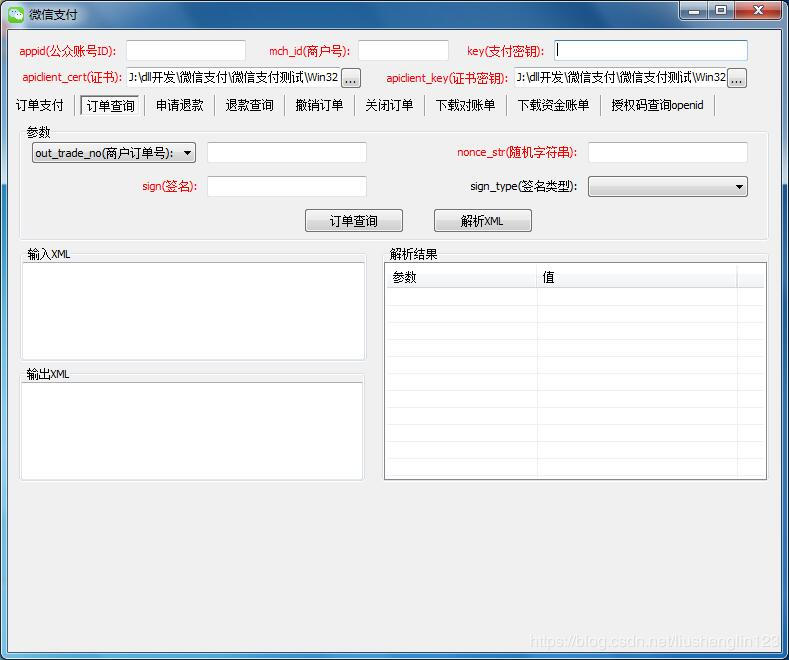 微信支付
appid(公众账号ID): mch_id(商户号): key(支付密钥):
apiclient_cert(证书): J:\dll开发\微信支付\微信支付测试\Win32 ... apiclient_key(证书密钥): J:\dll开发\微信支付\微信支付测试\Win32 ...
订单支付 订单查询 申请退款 退款查询 撤销订单 关闭订单 下载对账单 下载资金账单 授权码查询openid
参数
out_trade_no(商户订单号): nonce_str(随机字符串):
sign(签名): sign_type(签名类型):
订单查询 解析XML
输入XML 解析结果
参数 值
输出XML
https://blog.csdn.net/liushenglin123